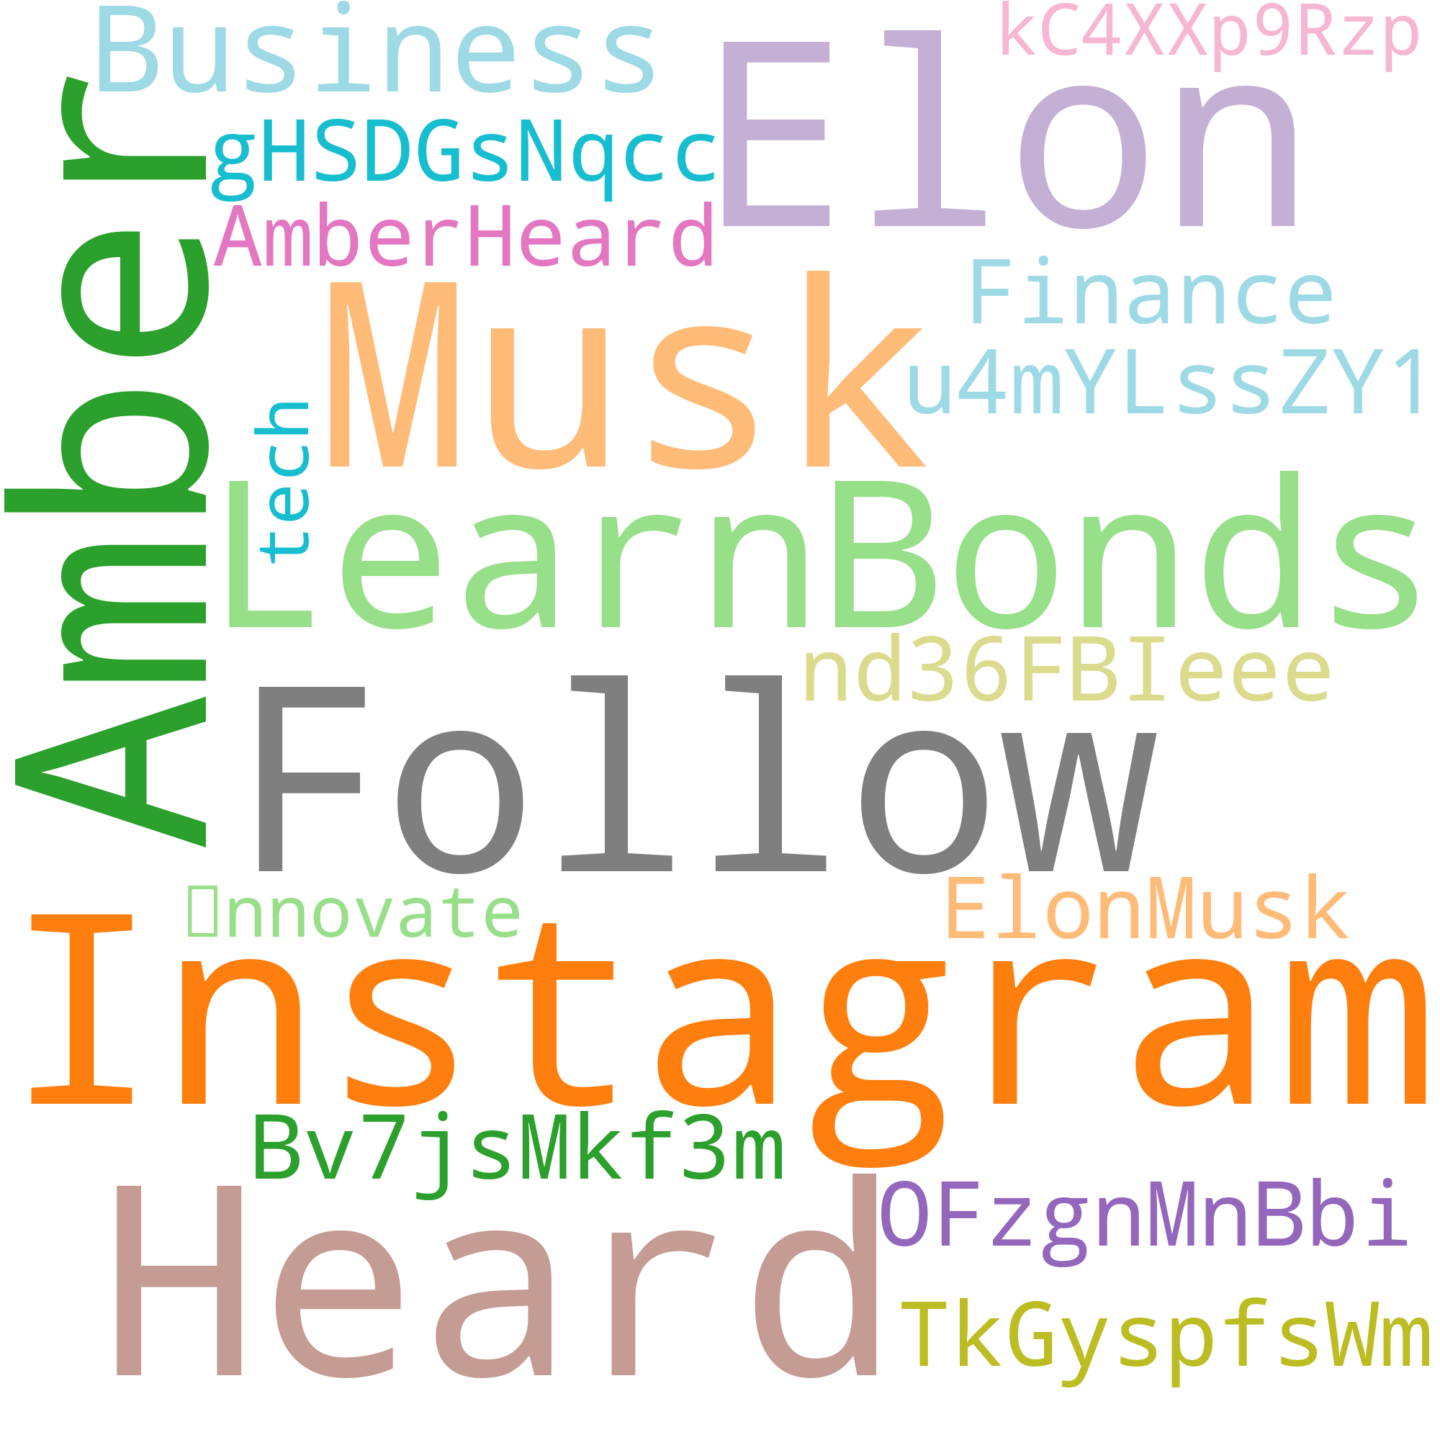 Business
kC4XXp9Rzp
Elon
gHSDGsNqcc
AmberHeard
Amber
Musk
Finance
u4mYLssZY1
tech
LearnBonds
nd36FBIeee
Follow
□nnovate
ElonMusk
Instagram
Bv7jsMkf3m
Heard
OFzgnMnBbi
TkGyspfsWm